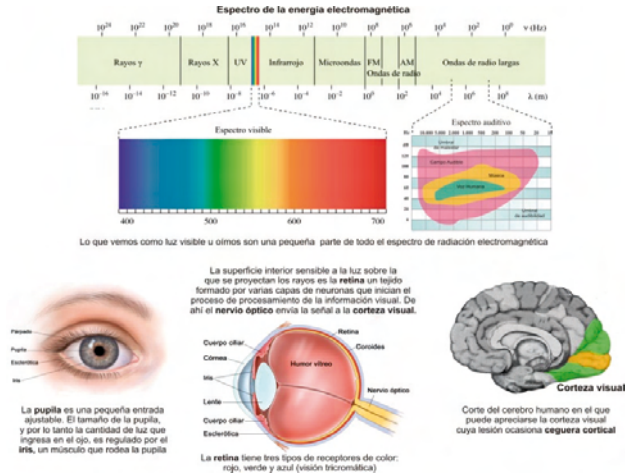 Espectro de la energía electromagnética
10²⁴ 10²² 10²⁰ 10¹⁸ 10¹⁶ 10¹⁴ 10¹² 10¹⁰ 10⁸ 10⁶ 10⁴ 10² 10⁰ ν (Hz)
Rayos γ Rayos X UV Infrarrojo Microondas FM AM Ondas de radio largas
Ondas de radio
10⁻¹⁶ 10⁻¹⁴ 10⁻¹² 10⁻¹⁰ 10⁻⁸ 10⁻⁶ 10⁻⁴ 10⁻² 10⁰ 10² 10⁴ 10⁶ 10⁸ λ (m)
Espectro visible
400 500 600 700
Espectro auditivo
Campo Auditivo
Música
Voz Humana
Umbral de audibilidad
Lo que vemos como luz visible u oímos son una pequeña parte de todo el espectro de radiación electromagnética
Párpado
Pupila
Esclerótica
Iris
La pupila es una pequeña entrada
ajustable. El tamaño de la pupila,
y por lo tanto la cantidad de luz que
ingresa en el ojo, es regulado por el
iris, un músculo que rodea la pupila
La superficie interior sensible a la luz sobre la
que se proyectan los rayos es la retina un tejido
formado por varias capas de neuronas que inician el
proceso de procesamiento de la información visual. De
ahí el nervio óptico envía la señal a la corteza visual.
Retina
Cuerpo ciliar
Coroides
Córnea
Humor vítreo
Iris
Lente
Nervio óptico
Cuerpo ciliar
Esclerótica
La retina tiene tres tipos de receptores de color:
rojo, verde y azul (visión tricromática)
Corteza visual
Corte del cerebro humano en el que
puede apreciarse la corteza visual
cuya lesión ocasiona ceguera cortical